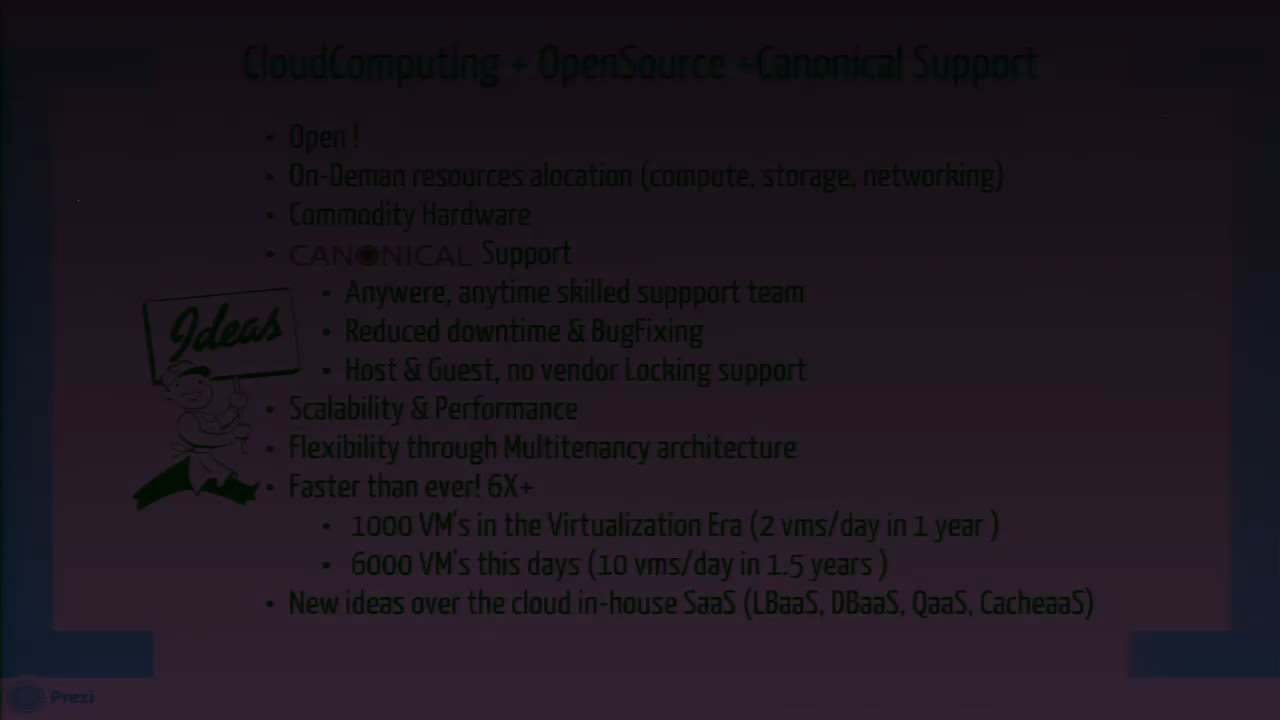 CloudComputing + OpenSource +Canonical Support
• Open !
• On-Deman resources alocation (compute, storage, networking)
• Commodity Hardware
• CANONICAL Support
• Anywere, anytime skilled suppport team
• Reduced downtime & BugFixing
• Host & Guest, no vendor Locking support
Ideas
• Scalability & Performance
• Flexibility through Multitenancy architecture
• Faster than ever! 6X+
• 1000 VM's in the Virtualization Era (2 vms/day in 1 year )
• 6000 VM's this days (10 vms/day in 1.5 years )
• New ideas over the cloud in-house SaaS (LBaaS, DBaaS, QaaS, CacheaaS)
Prezi